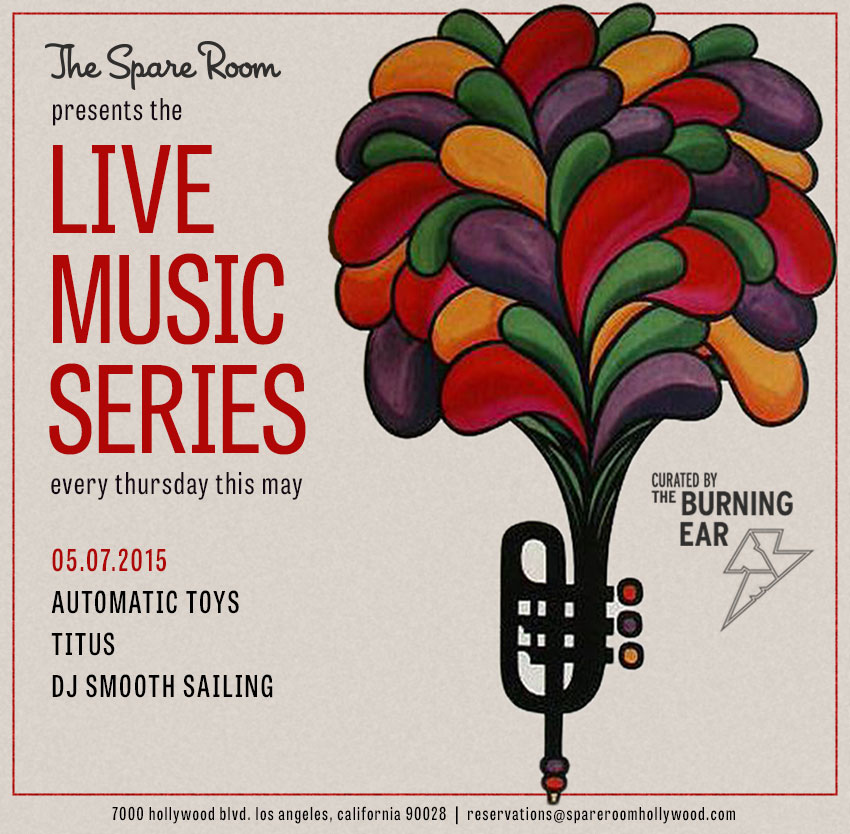 The Spare Room
presents the
LIVE
MUSIC
SERIES
every thursday this may
CURATED BY
THE BURNING
EAR
05.07.2015
AUTOMATIC TOYS
TITUS
DJ SMOOTH SAILING
7000 hollywood blvd. los angeles, california 90028 | reservations@spareroomhollywood.com